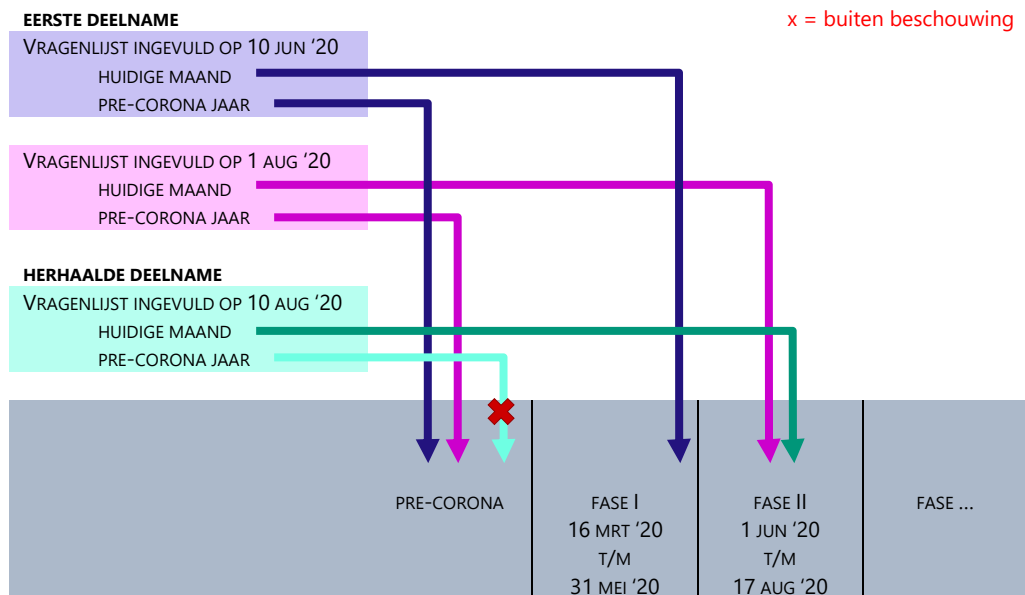 EERSTE DEELNAME
x = buiten beschouwing
VRAGENLIJST INGEVULD OP 10 JUN ‘20
HUIDIGE MAAND
PRE-CORONA JAAR
VRAGENLIJST INGEVULD OP 1 AUG ‘20
HUIDIGE MAAND
PRE-CORONA JAAR
HERHAALDE DEELNAME
VRAGENLIJST INGEVULD OP 10 AUG ‘20
HUIDIGE MAAND
PRE-CORONA JAAR
PRE-CORONA
FASE I
16 MRT ‘20
T/M
31 MEI ‘20
FASE II
1 JUN ‘20
T/M
17 AUG ‘20
FASE ...